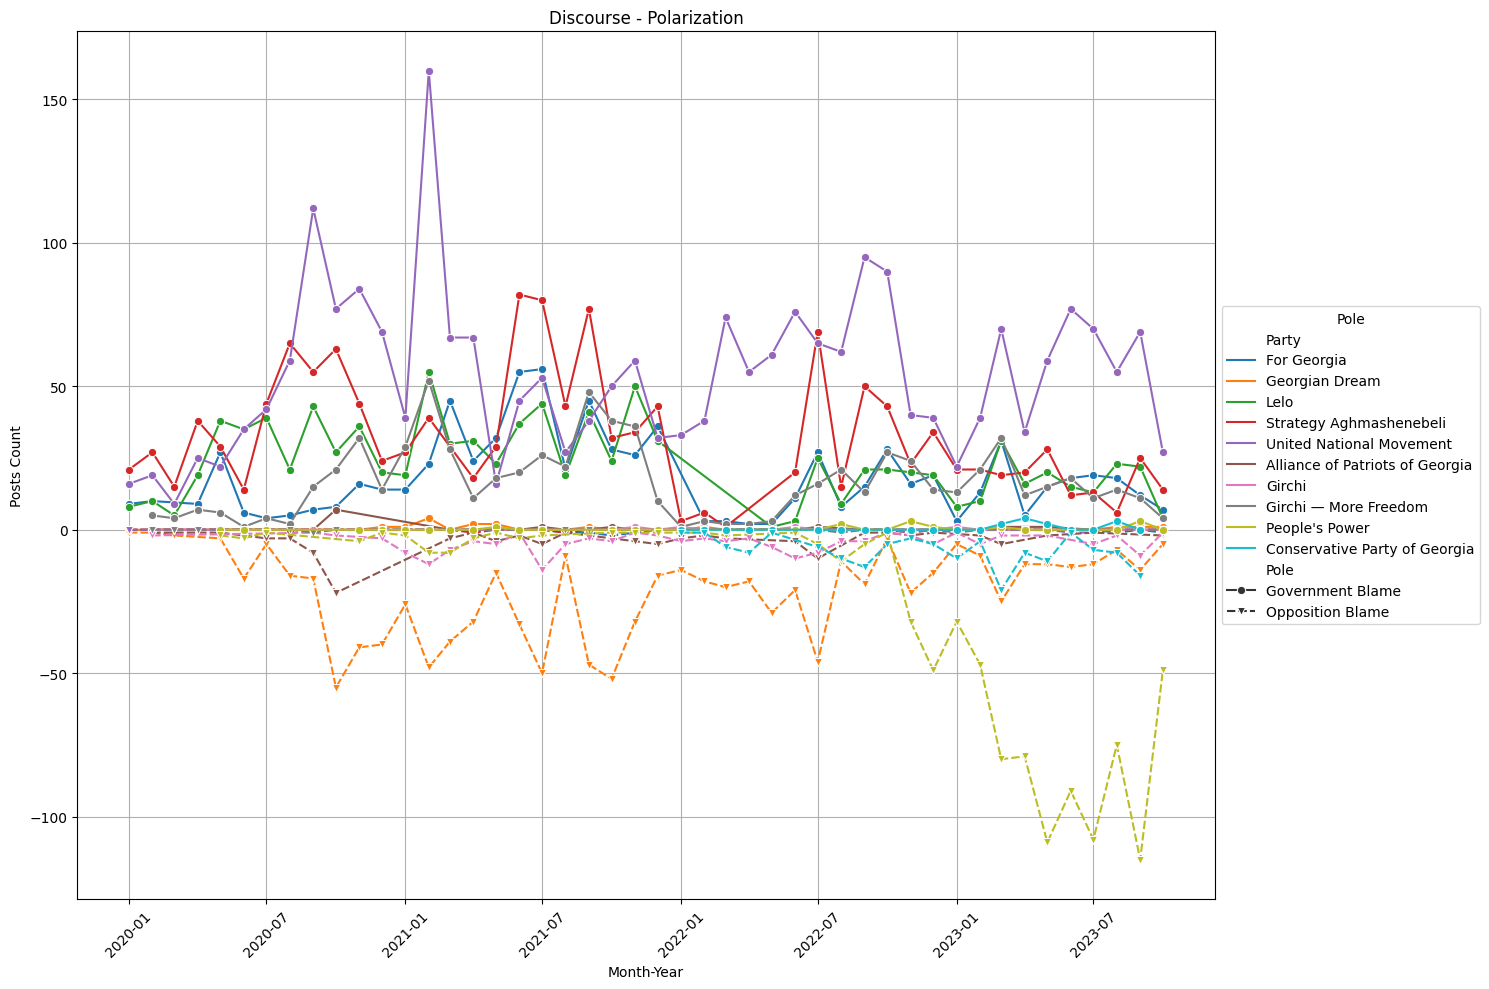 Discourse - Polarization
Posts Count
150
100
50
0
−50
−100
2020-01
2020-07
2021-01
2021-07
2022-01
2022-07
2023-01
2023-07
Month-Year
Pole
Party
For Georgia
Georgian Dream
Lelo
Strategy Aghmashenebeli
United National Movement
Alliance of Patriots of Georgia
Girchi
Girchi — More Freedom
People's Power
Conservative Party of Georgia
Pole
Government Blame
Opposition Blame